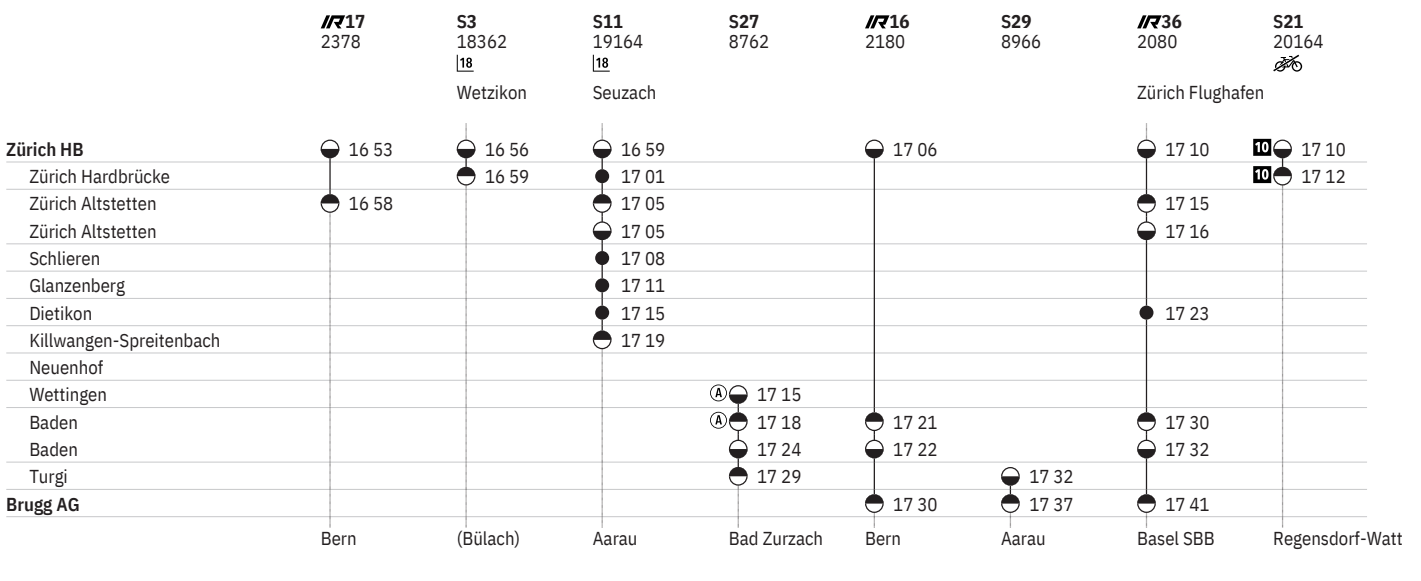 IR17 S3 S11 S27 IR16 S29 IR36 S21
2378 18362 19164 8762 2180 8966 2080 20164
18 18
Wetzikon Seuzach Zürich Flughafen
Zürich HB 16 53 16 56 16 59 17 06 17 10 10 17 10
Zürich Hardbrücke 16 59 17 01 10 17 12
Zürich Altstetten 16 58 17 05 17 15
Zürich Altstetten 17 05 17 16
Schlieren 17 08
Glanzenberg 17 11
Dietikon 17 15 17 23
Killwangen-Spreitenbach 17 19
Neuenhof
Wettingen A 17 15
Baden A 17 18 17 21 17 30
Baden 17 24 17 22 17 32
Turgi 17 29 17 32
Brugg AG 17 30 17 37 17 41
Bern (Bülach) Aarau Bad Zurzach Bern Aarau Basel SBB Regensdorf-Watt